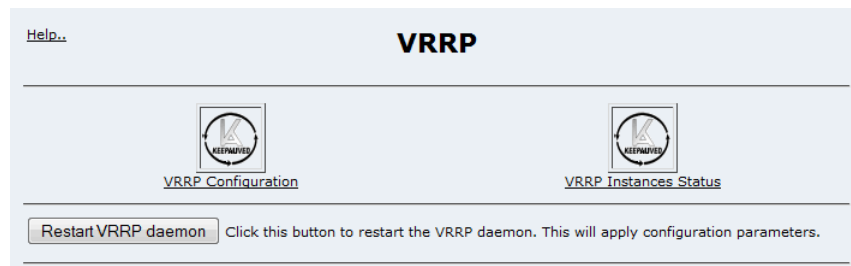 Help..
VRRP
KEEPALIVED
KEEPALIVED
VRRP Configuration
VRRP Instances Status
Restart VRRP daemon Click this button to restart the VRRP daemon. This will apply configuration parameters.